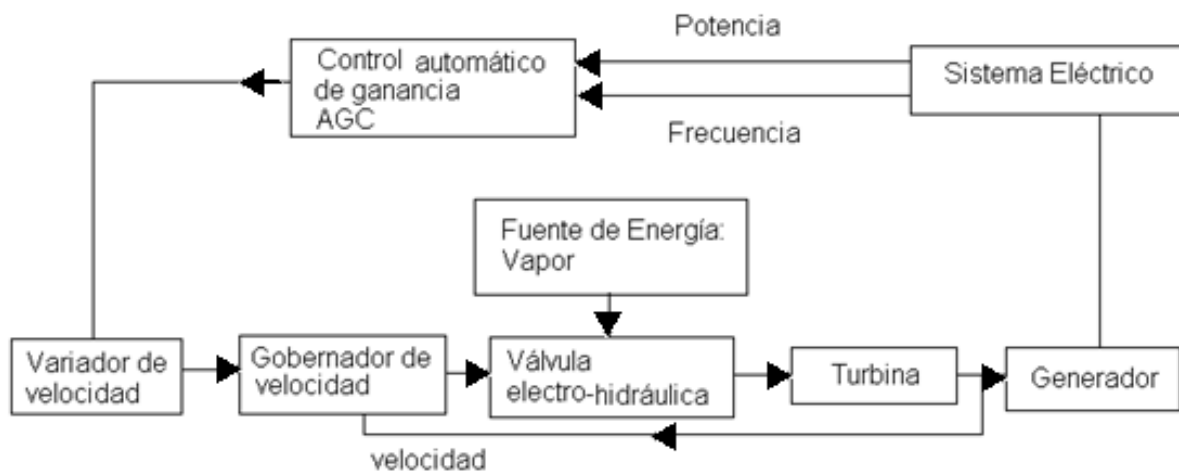 Potencia
Control automático
de ganancia
AGC
Sistema Eléctrico
Frecuencia
Fuente de Energía:
Vapor
Variador de
velocidad
Gobernador de
velocidad
Válvula
electro-hidráulica
Turbina
Generador
velocidad